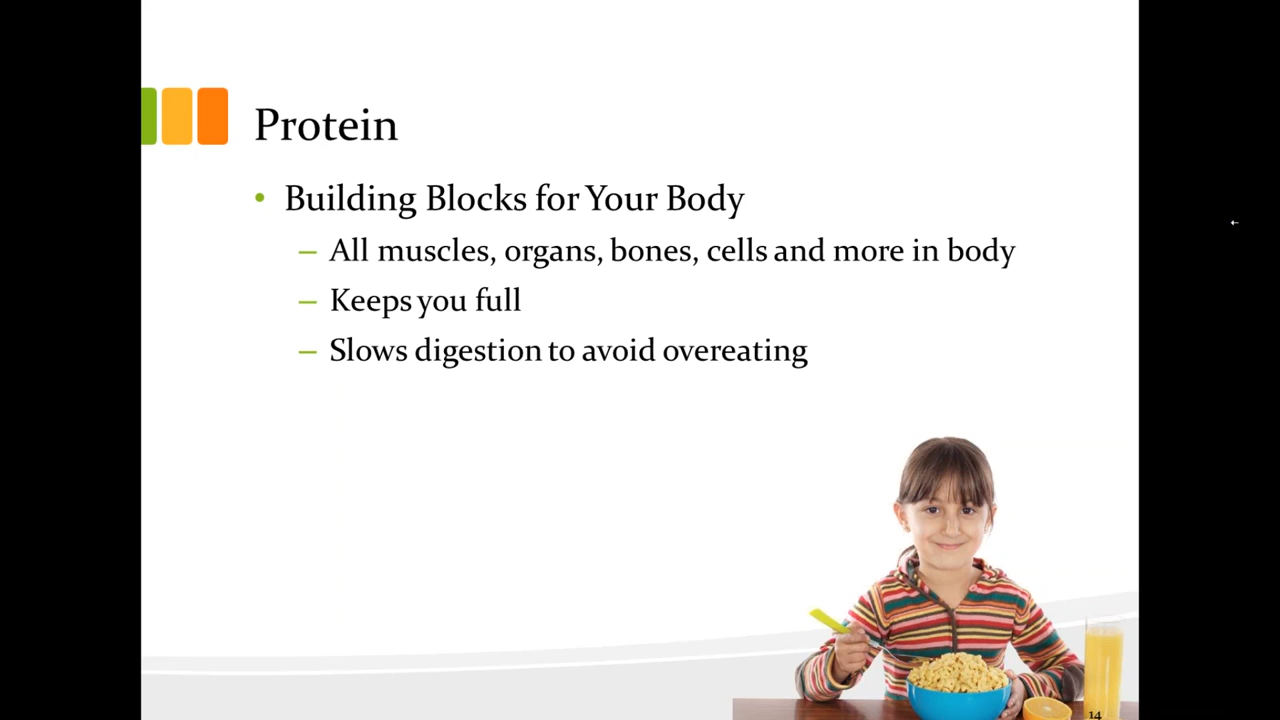 Protein
• Building Blocks for Your Body
– All muscles, organs, bones, cells and more in body
– Keeps you full
– Slows digestion to avoid overeating
14